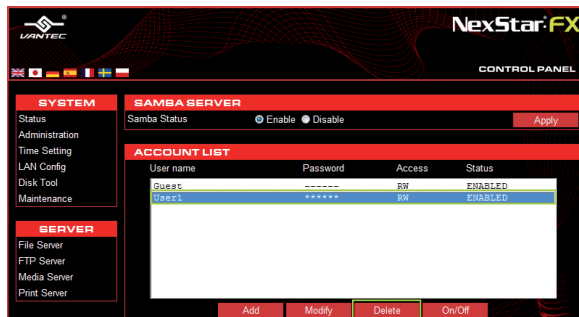 VANTEC
NexStar FX
CONTROL PANEL
SYSTEM
Status
Administration
Time Setting
LAN Config
Disk Tool
Maintenance
SERVER
File Server
FTP Server
Media Server
Print Server
SAMBA SERVER
Samba Status Enable Disable
Apply
ACCOUNT LIST
User name Password Access Status
Guest ------ RW ENABLED
User1 ****** RW ENABLED
Add Modify Delete On/Off